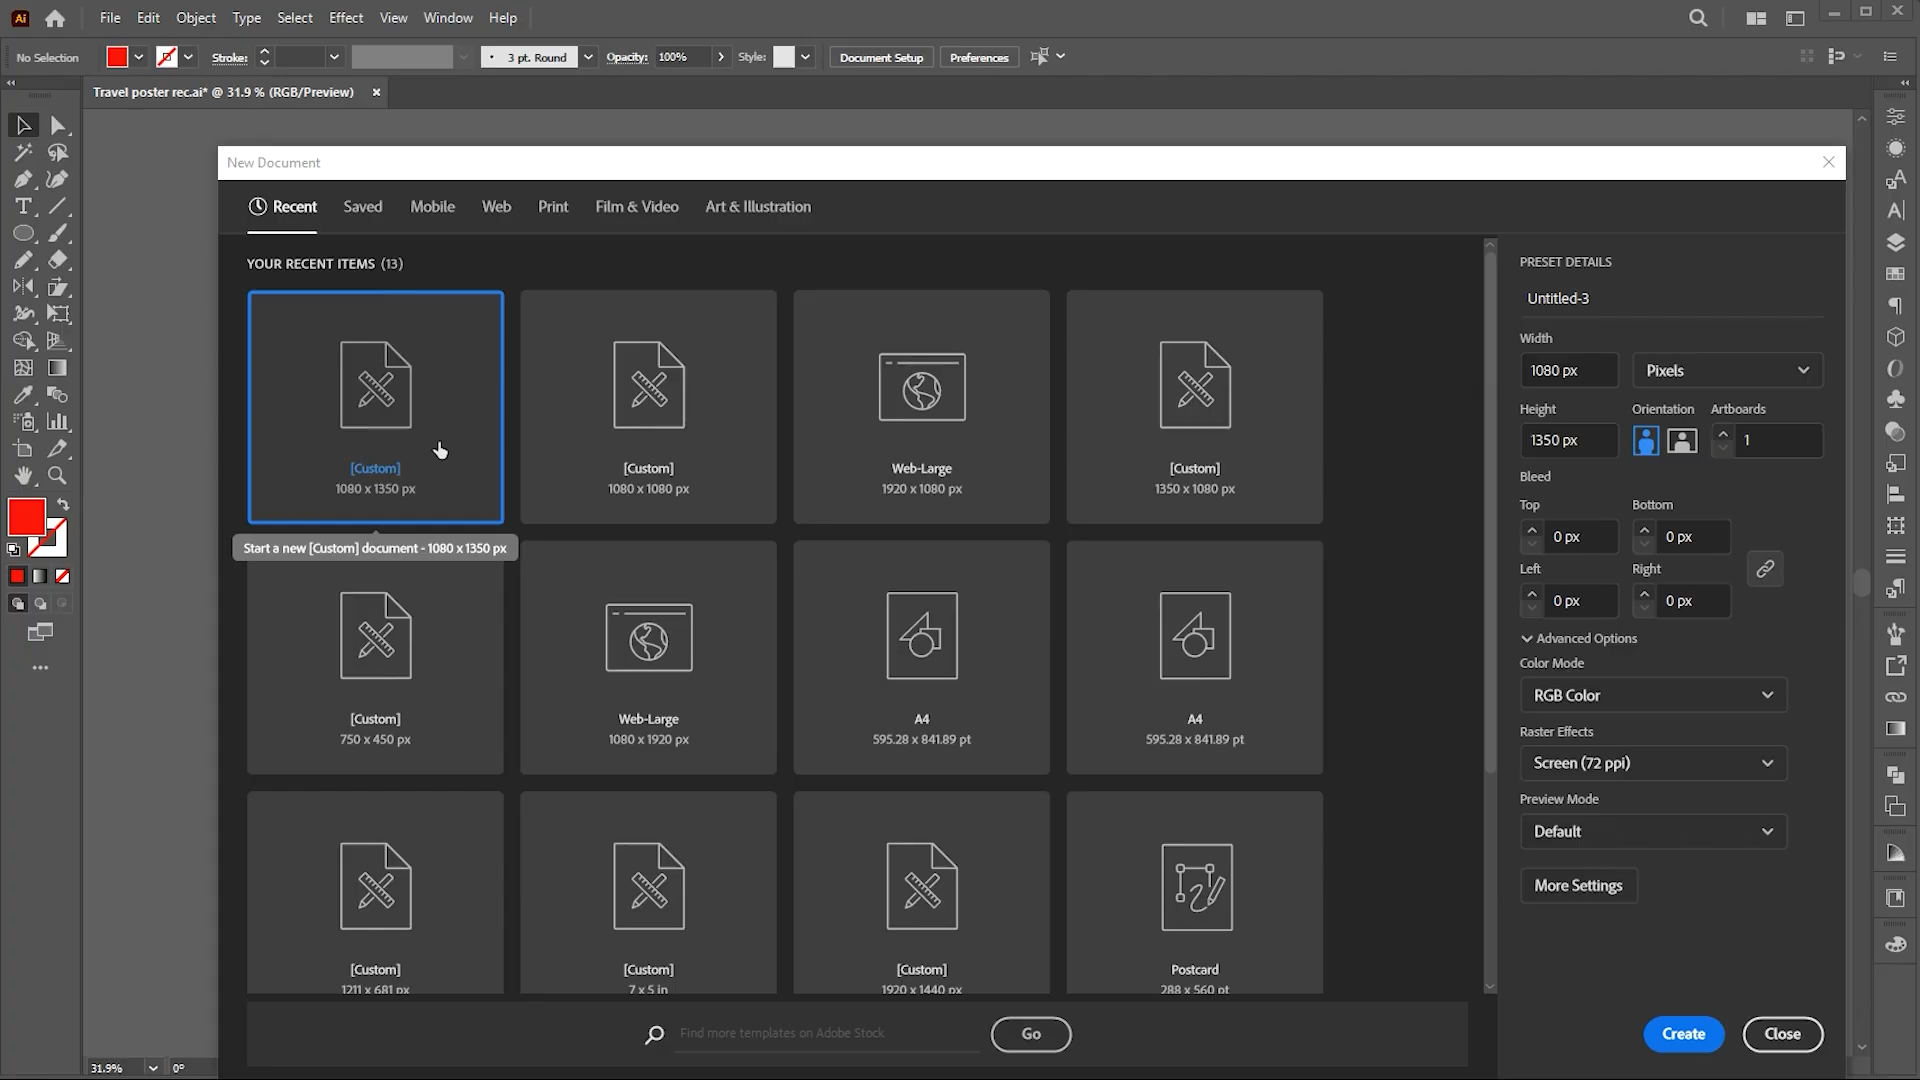 Ai File Edit Object Type Select Effect View Window Help
No Selection Stroke: 3 pt. Round Opacity: 100% Style: Document Setup Preferences
Travel poster rec.ai* @ 31.9 % (RGB/Preview) ×
New Document
Recent Saved Mobile Web Print Film & Video Art & Illustration
YOUR RECENT ITEMS (13)
[Custom]
1080 x 1350 px
[Custom]
1080 x 1080 px
Web-Large
1920 x 1080 px
[Custom]
1350 x 1080 px
Start a new [Custom] document - 1080 x 1350 px
[Custom]
750 x 450 px
Web-Large
1080 x 1920 px
A4
595.28 x 841.89 pt
A4
595.28 x 841.89 pt
[Custom]
1211 x 681 px
[Custom]
7 x 5 in
[Custom]
1920 x 1440 px
Postcard
288 x 560 pt
Find more templates on Adobe Stock
Go
PRESET DETAILS
Untitled-3
Width
1080 px Pixels
Height Orientation Artboards
1350 px 1
Bleed
Top Bottom
0 px 0 px
Left Right
0 px 0 px
Advanced Options
Color Mode
RGB Color
Raster Effects
Screen (72 ppi)
Preview Mode
Default
More Settings
Create Close
31.9% 0°